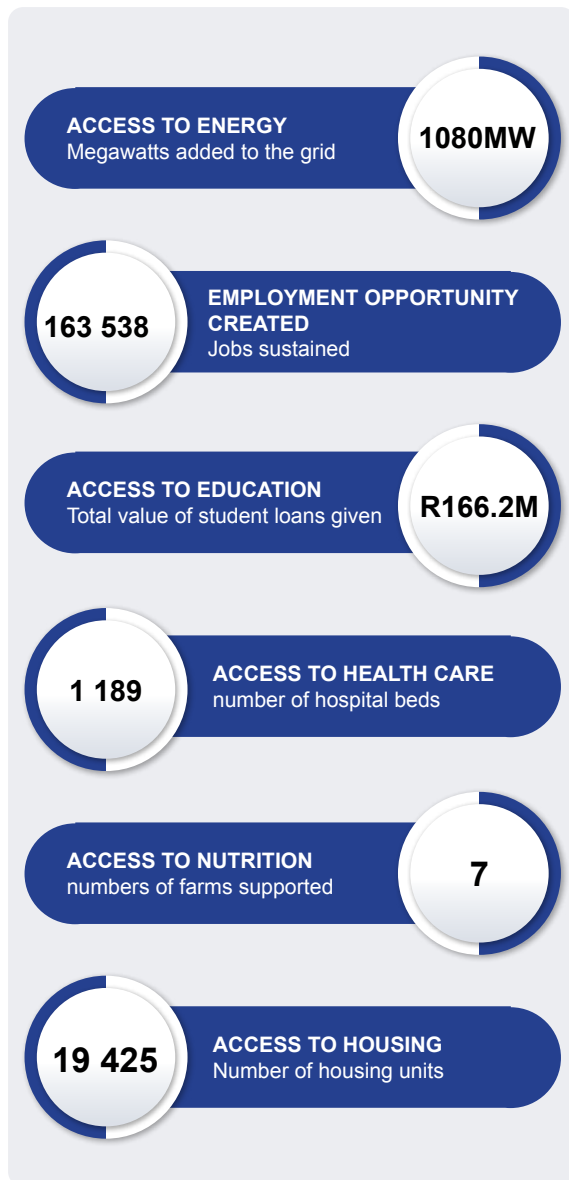 ACCESS TO ENERGY
Megawatts added to the grid
1080MW
163 538
EMPLOYMENT OPPORTUNITY
CREATED
Jobs sustained
ACCESS TO EDUCATION
Total value of student loans given
R166.2M
1 189
ACCESS TO HEALTH CARE
number of hospital beds
ACCESS TO NUTRITION
numbers of farms supported
7
19 425
ACCESS TO HOUSING
Number of housing units